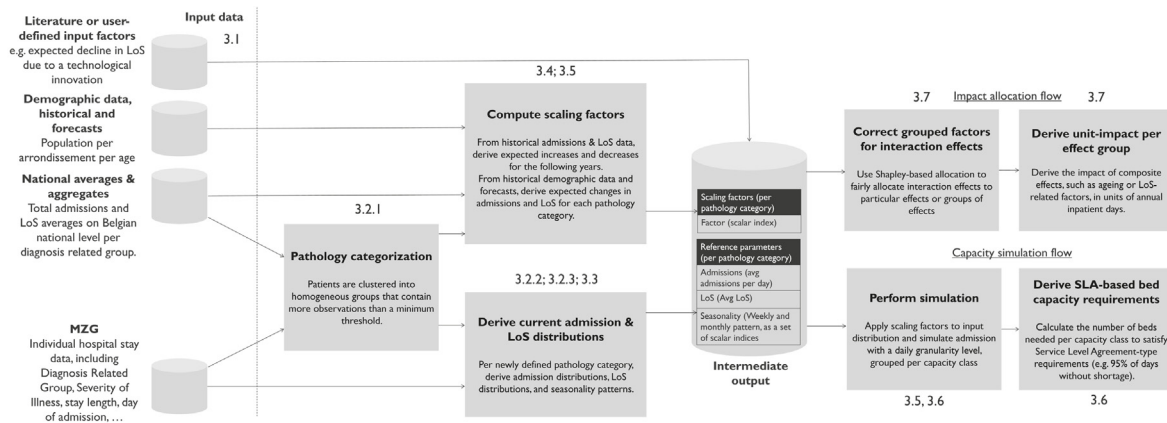 Input data
3.1
Literature or user-
defined input factors
e.g. expected decline in LoS
due to a technological
innovation
Demographic data,
historical and
forecasts
Population per
arrondissement per
age
National averages &
aggregates
Total admissions and
LoS averages on Belgian
national level per
diagnosis related group.
MZG
Individual hospital stay
data, including
Diagnosis Related
Group, Severity of
Illness, stay length, day
of admission, …
3.2.1
Pathology categorization
Patients are clustered into
homogeneous groups that contain
more observations than a minimum
threshold.
3.4; 3.5
Compute scaling factors
From historical admissions & LoS data,
derive expected increases and decreases
for the following years.
From historical demographic data and
forecasts, derive expected changes in
admissions and LoS for each pathology
category.
3.2.2; 3.2.3; 3.3
Derive current admission &
LoS distributions
Per newly defined pathology category,
derive admission distributions, LoS
distributions, and seasonality patterns.
Scaling factors (per
pathology category)
Factor (scalar index)
Reference parameters
(per pathology category)
Admissions (avg
admissions per day)
LoS (Avg LoS)
Seasonality (Weekly and
monthly pattern, as a set
of scalar indices)
Intermediate
output
3.7
Impact allocation flow
3.7
Correct grouped factors
for interaction effects
Use Shapley-based allocation to
fairly allocate interaction effects to
particular effects or groups of
effects
Derive unit-impact per
effect group
Derive the impact of composite
effects, such as ageing or LoS-
related factors, in units of annual
inpatient days.
Capacity simulation flow
Perform simulation
Apply scaling factors to input
distribution and simulate admission
with a daily granularity level,
grouped per capacity class
3.5, 3.6
Derive SLA-based bed
capacity requirements
Calculate the number of beds
needed per capacity class to satisfy
Service Level Agreement-type
requirements (e.g. 95% of days
without shortage).
3.6